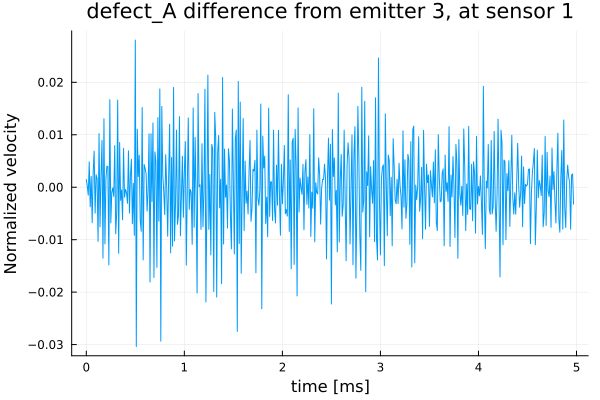 defect_A difference from emitter 3, at sensor 1
Normalized velocity
0.02
0.01
0.00
−0.01
−0.02
−0.03
0 1 2 3 4 5
time [ms]